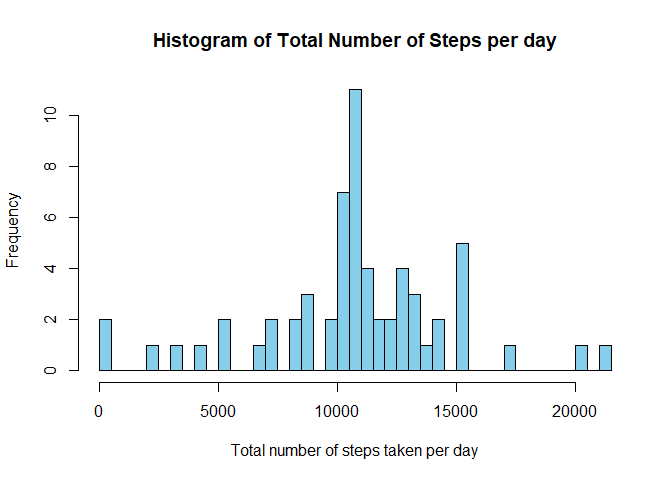 Histogram of Total Number of Steps per day
10
8
6
4
2
0
Frequency
0 5000 10000 15000 20000
Total number of steps taken per day